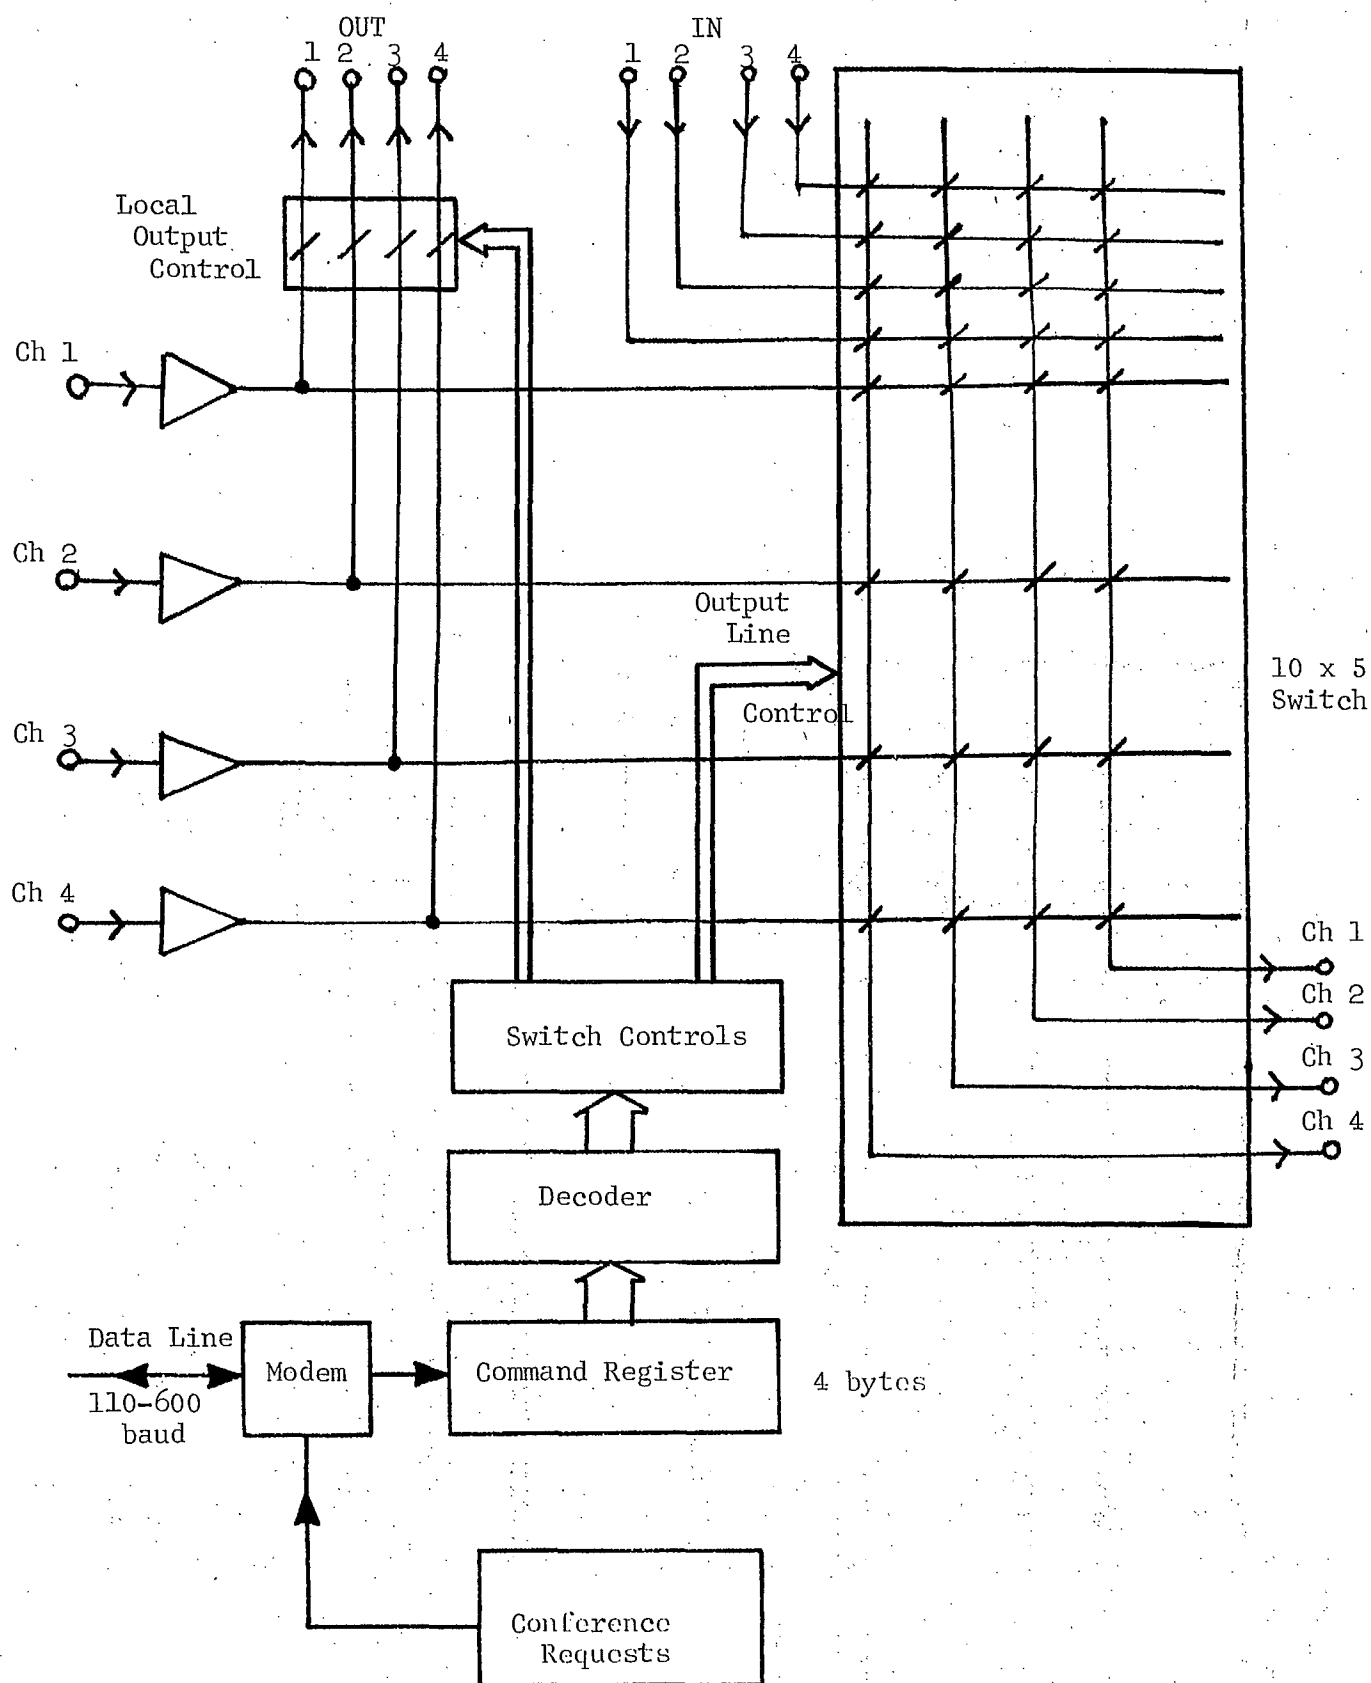 OUT
1 2 3 4
IN
1 2 3 4
Local
Output
Control
Ch 1
Ch 2
Output
Line
Control
10 x 5
Switch
Ch 3
Ch 4
Ch 1
Ch 2
Ch 3
Ch 4
Switch Controls
Decoder
Data Line
110-600
baud
Modem
Command Register
4 bytes
Conference
Requests